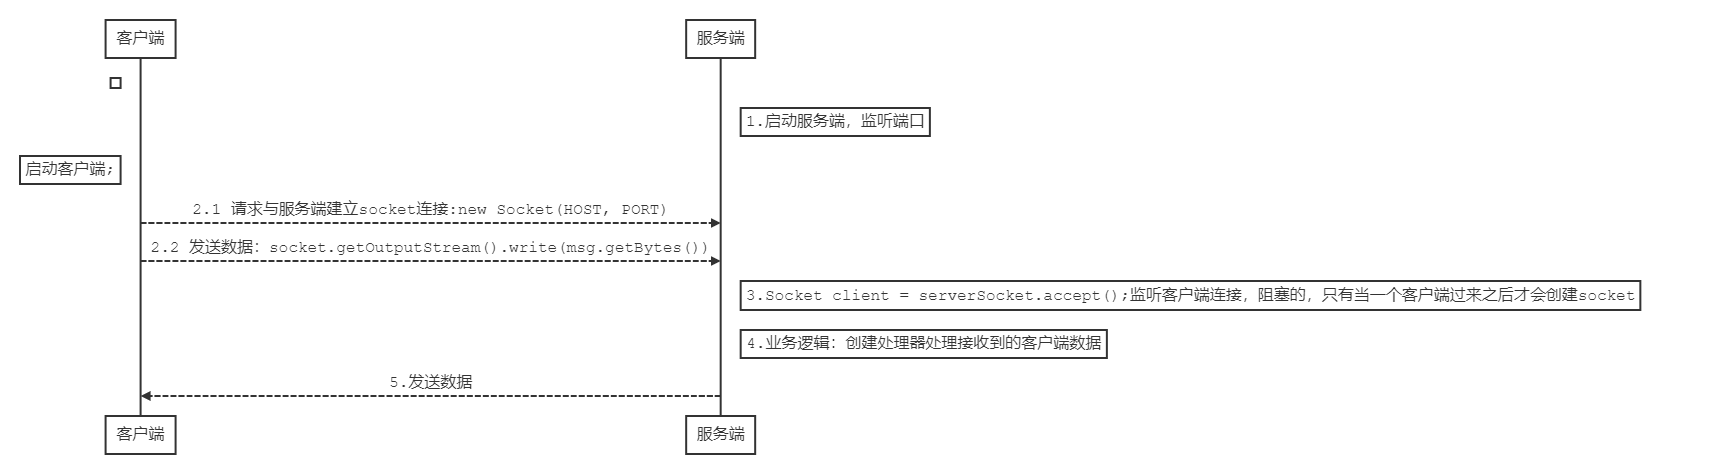 客户端
服务端
1.启动服务端，监听端口
启动客户端;
2.1 请求与服务端建立socket连接:new Socket(HOST, PORT)
2.2 发送数据：socket.getOutputStream().write(msg.getBytes())
3.Socket client = serverSocket.accept();监听客户端连接，阻塞的，只有当一个客户端过来之后才会创建socket
4.业务逻辑：创建处理器处理接收到的客户端数据
5.发送数据
客户端
服务端